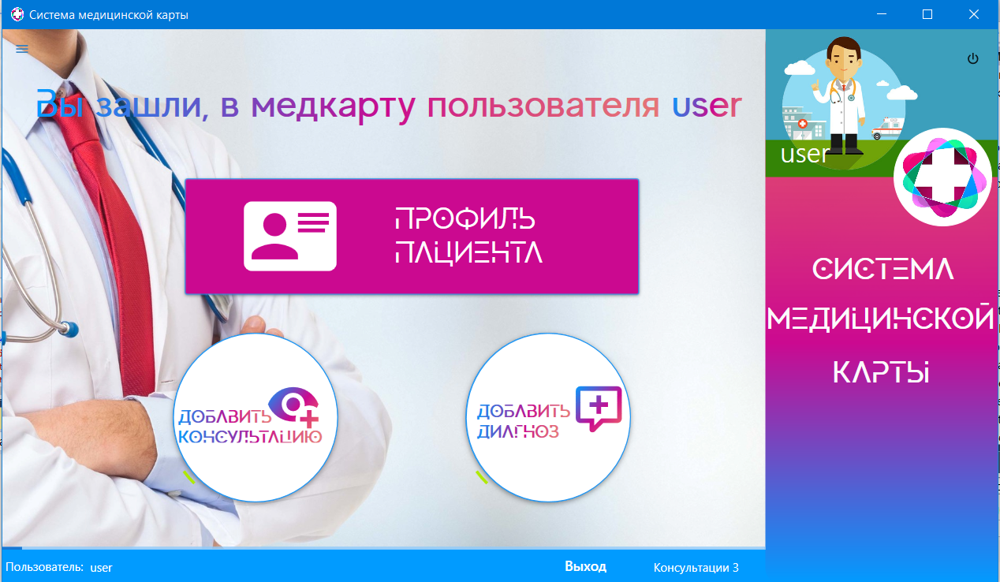 Система медицинской карты
Вы зашли, в медкарту пользователя user
user
ПРОФИЛЬ
ПАЦИЕНТА
СИСТЕМА
МЕДИЦИНСКОЙ
КАРТЫ
ДОБАВИТЬ
КОНСУЛЬТАЦИЮ
ДОБАВИТЬ
ДИАГНОЗ
Пользователь: user
Выход
Консультации 3